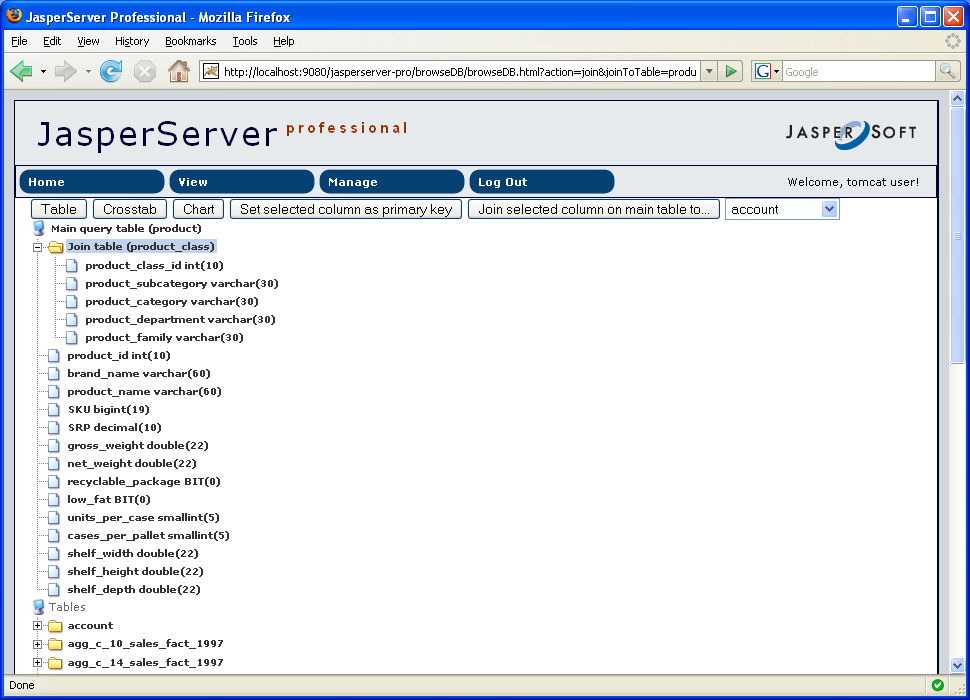 JasperServer Professional - Mozilla Firefox
File Edit View History Bookmarks Tools Help
http://localhost:9080/jasperserver-pro/browseDB/browseDB.html?action=join&joinToTable=produ
G Google
JasperServer professional
JASPERSOFT
Home View Manage Log Out Welcome, tomcat user!
Table Crosstab Chart Set selected column as primary key Join selected column on main table to... account
Main query table (product)
Join table (product_class)
product_class_id int(10)
product_subcategory varchar(30)
product_category varchar(30)
product_department varchar(30)
product_family varchar(30)
product_id int(10)
brand_name varchar(60)
product_name varchar(60)
SKU bigint(19)
SRP decimal(10)
gross_weight double(22)
net_weight double(22)
recyclable_package BIT(0)
low_fat BIT(0)
units_per_case smallint(5)
cases_per_pallet smallint(5)
shelf_width double(22)
shelf_height double(22)
shelf_depth double(22)
Tables
account
agg_c_10_sales_fact_1997
agg_c_14_sales_fact_1997
Done